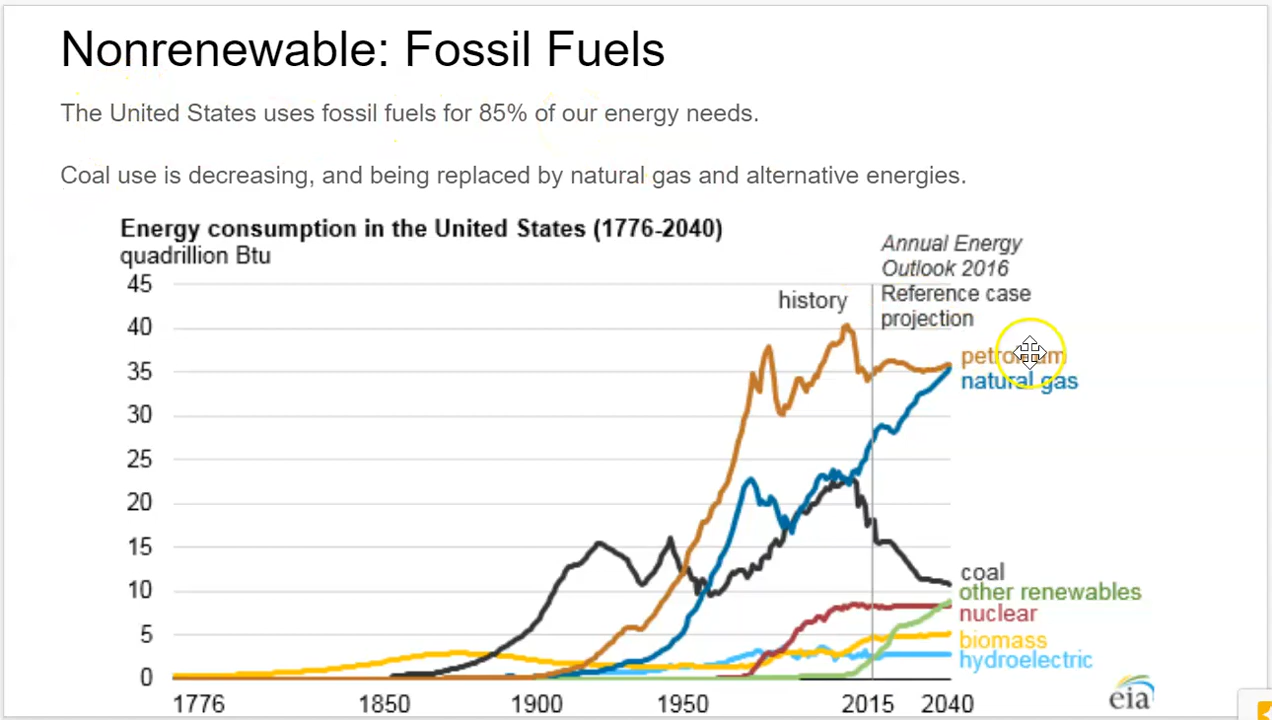 Nonrenewable: Fossil Fuels
The United States uses fossil fuels for 85% of our energy needs.
Coal use is decreasing, and being replaced by natural gas and alternative energies.
Energy consumption in the United States (1776-2040)
quadrillion Btu
Annual Energy
Outlook 2016
Reference case
projection
history
45
40
35
30
25
20
15
10
5
0
petroleum
natural gas
coal
other renewables
nuclear
biomass
hydroelectric
1776 1850 1900 1950 2015 2040
eia